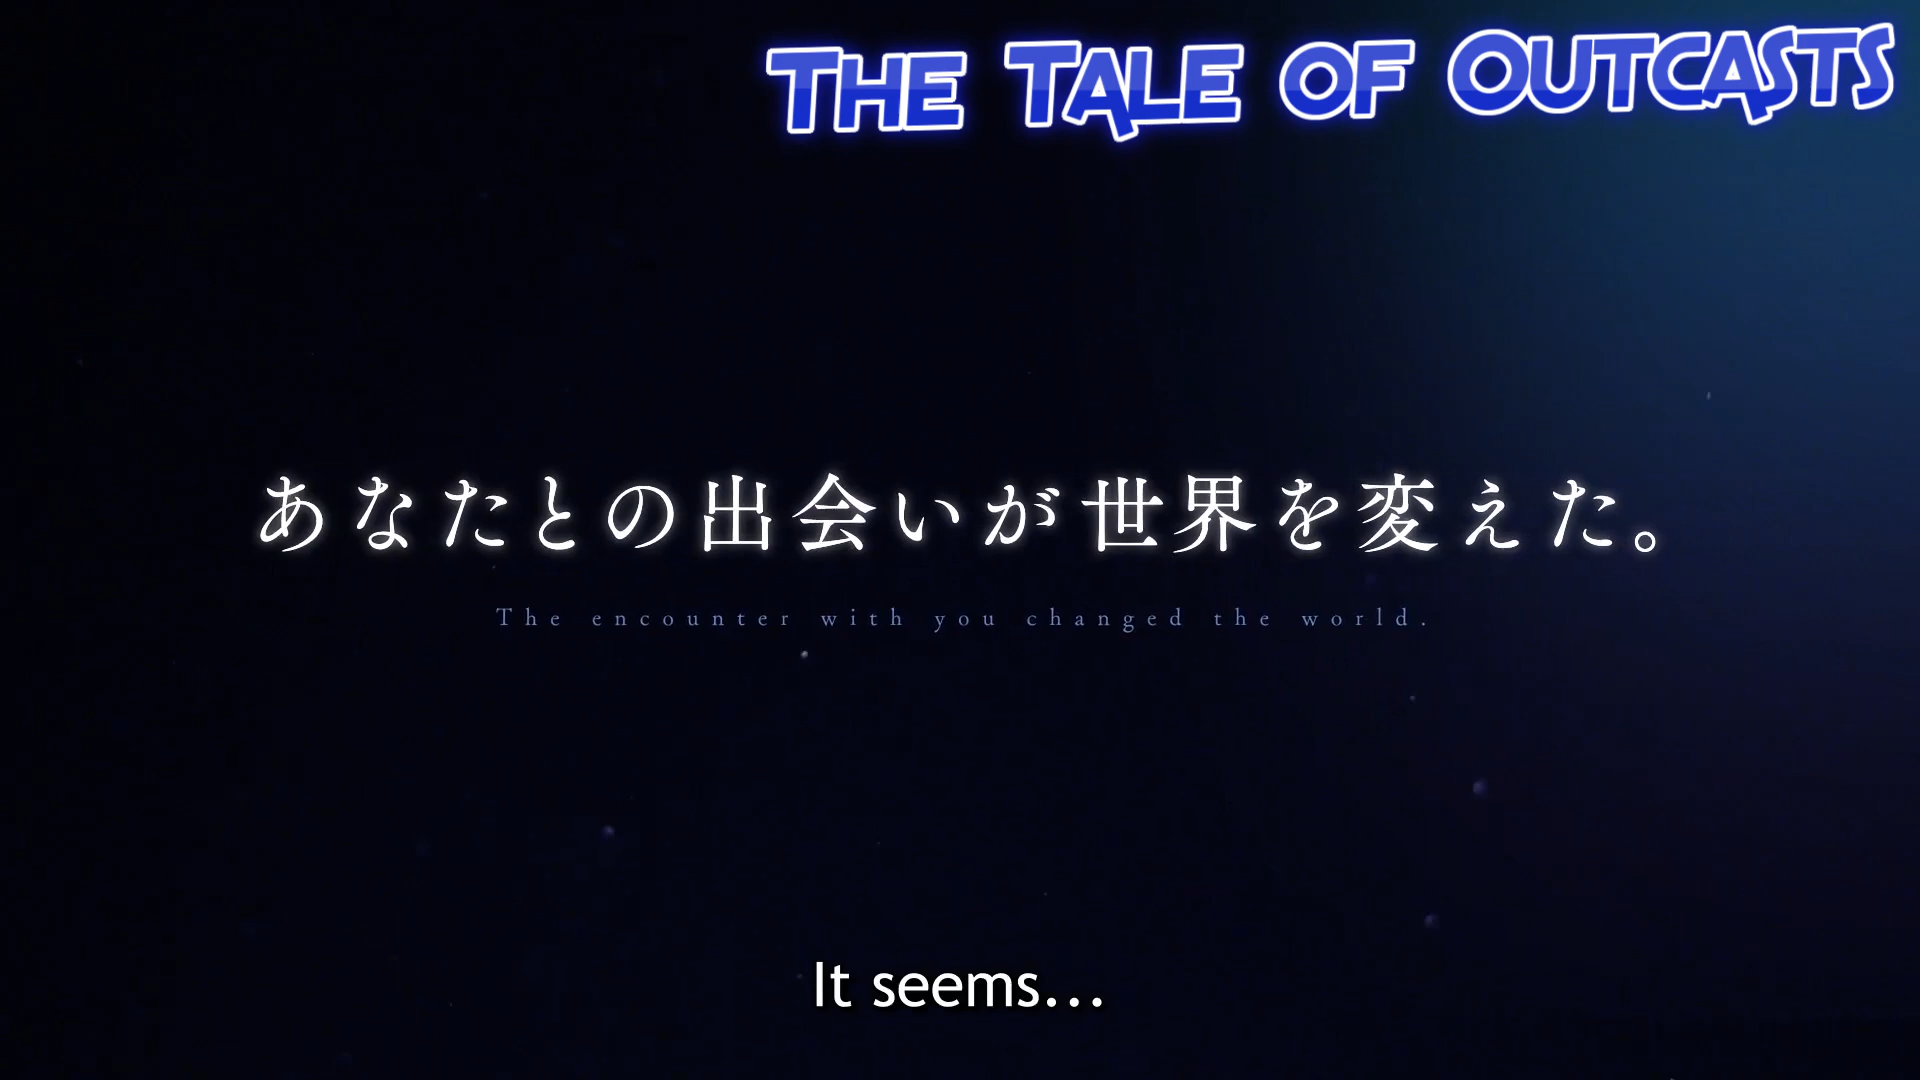 THE TALE OF OUTCASTS
あなたとの出会いが世界を変えた。
The encounter with you changed the world.
It seems...